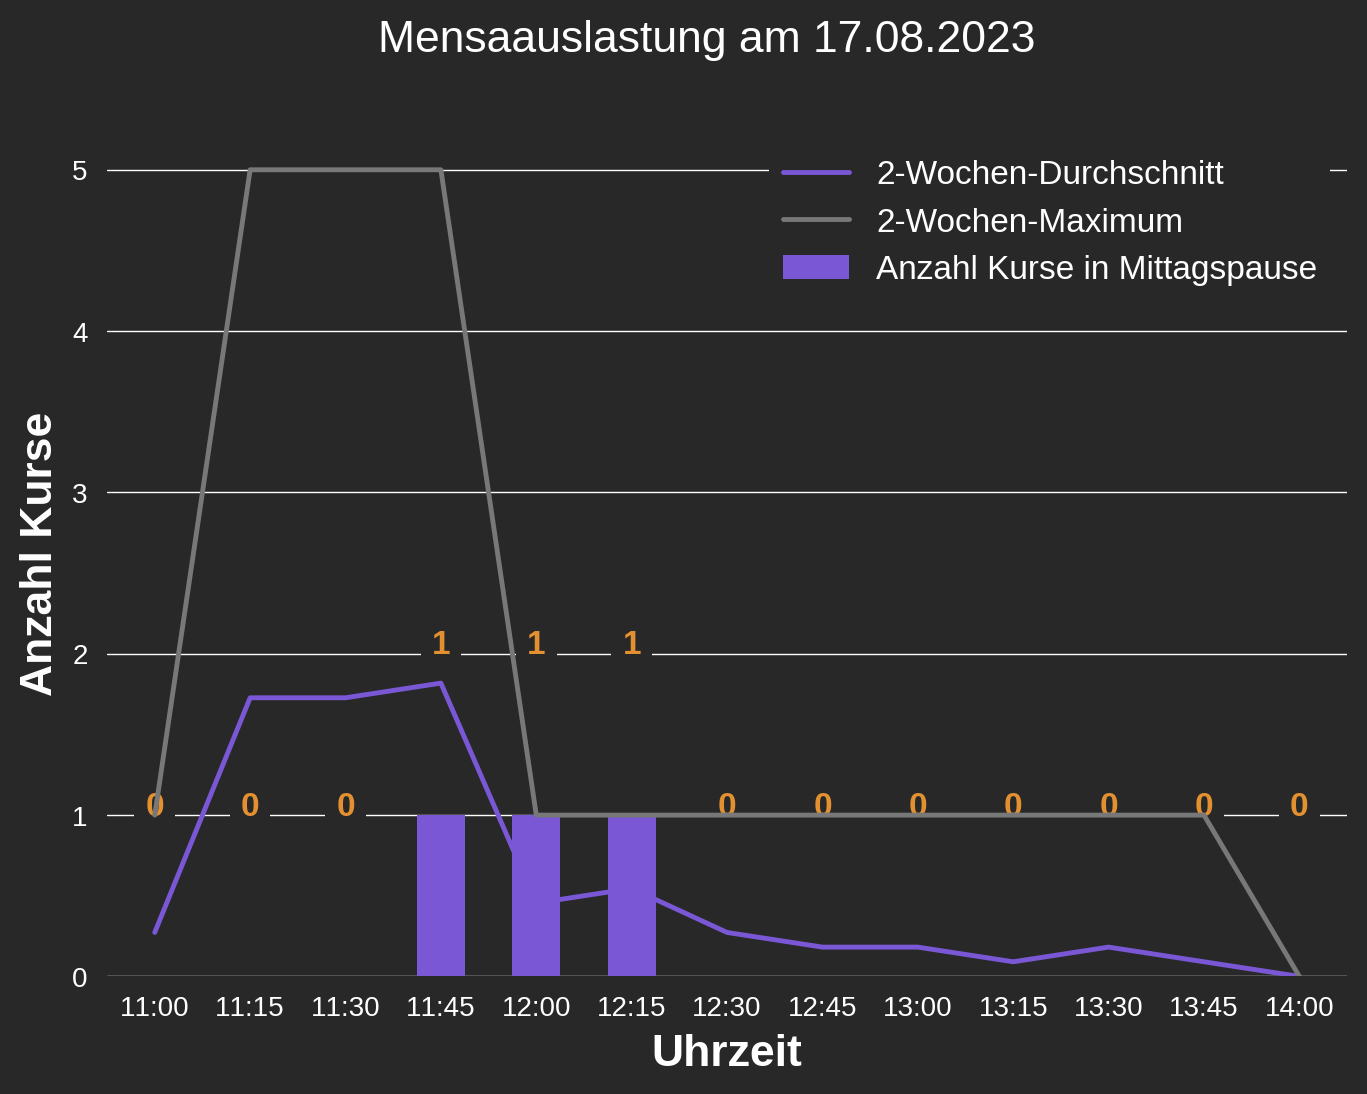 Mensaauslastung am 17.08.2023
2-Wochen-Durchschnitt
2-Wochen-Maximum
Anzahl Kurse in Mittagspause
Anzahl Kurse
5
4
3
2
1
0
1 1 1
0 0 0 0 0 0 0 0 0 0
11:00 11:15 11:30 11:45 12:00 12:15 12:30 12:45 13:00 13:15 13:30 13:45 14:00
Uhrzeit